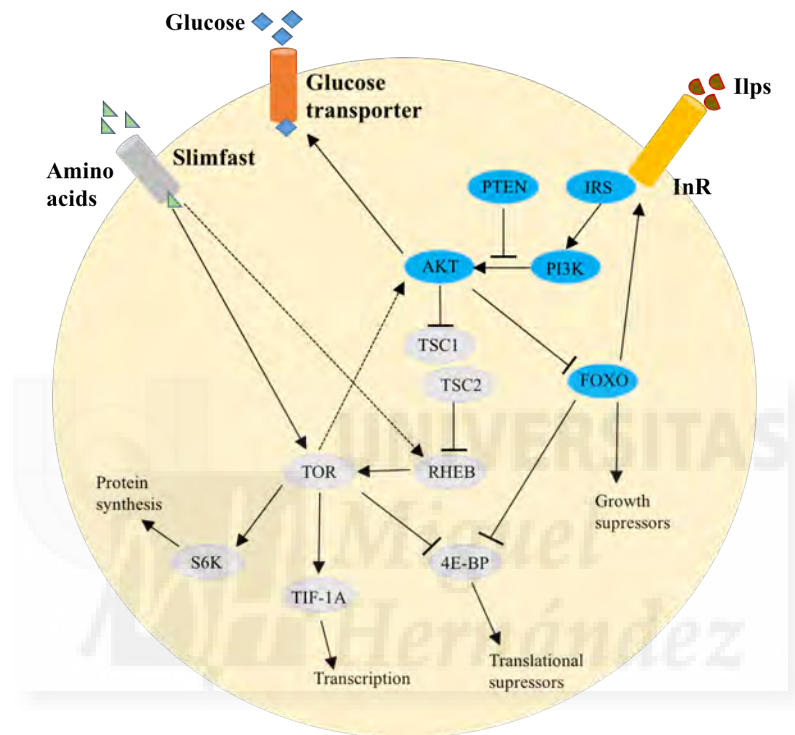 Glucose
Glucose
transporter
Ilps
Slimfast
Amino
acids
InR
PTEN
IRS
AKT
PI3K
TSC1
TSC2
FOXO
TOR
RHEB
Protein
synthesis
Growth
supressors
S6K
4E-BP
TIF-1A
Transcription
Translational
supressors
UNIVERSITAS
Miguel
Hernández